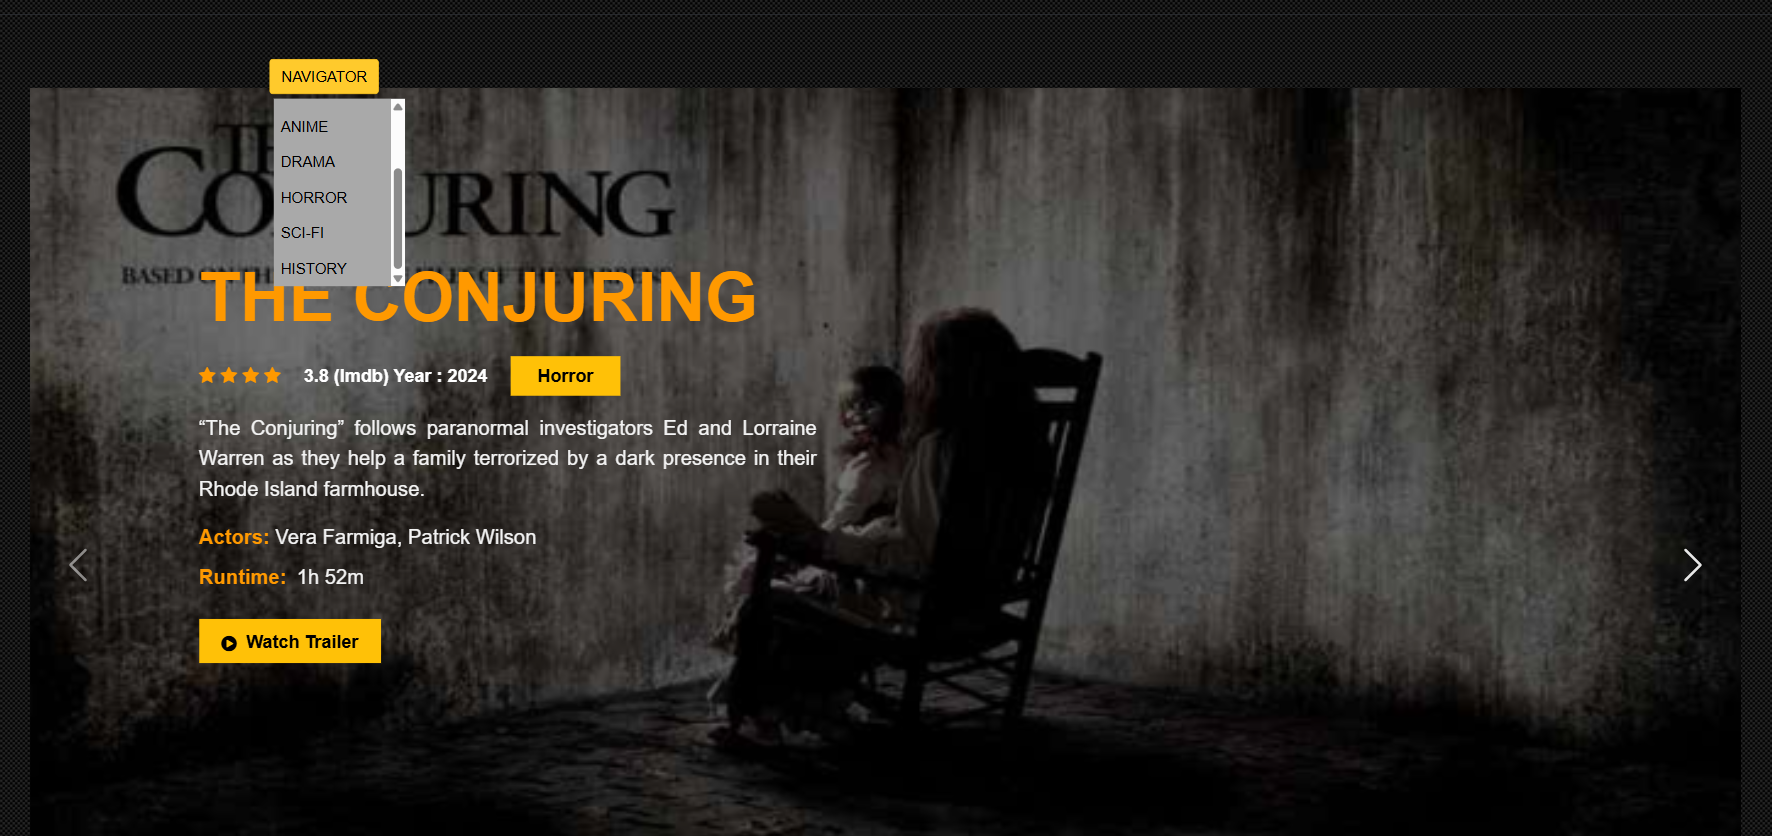 NAVIGATOR
ANIME
DRAMA
HORROR
SCI-FI
HISTORY
URING
BASED
THE CONJURING
3.8 (Imdb) Year : 2024
Horror
“The Conjuring” follows paranormal investigators Ed and Lorraine
Warren as they help a family terrorized by a dark presence in their
Rhode Island farmhouse.
Actors: Vera Farmiga, Patrick Wilson
Runtime: 1h 52m
Watch Trailer